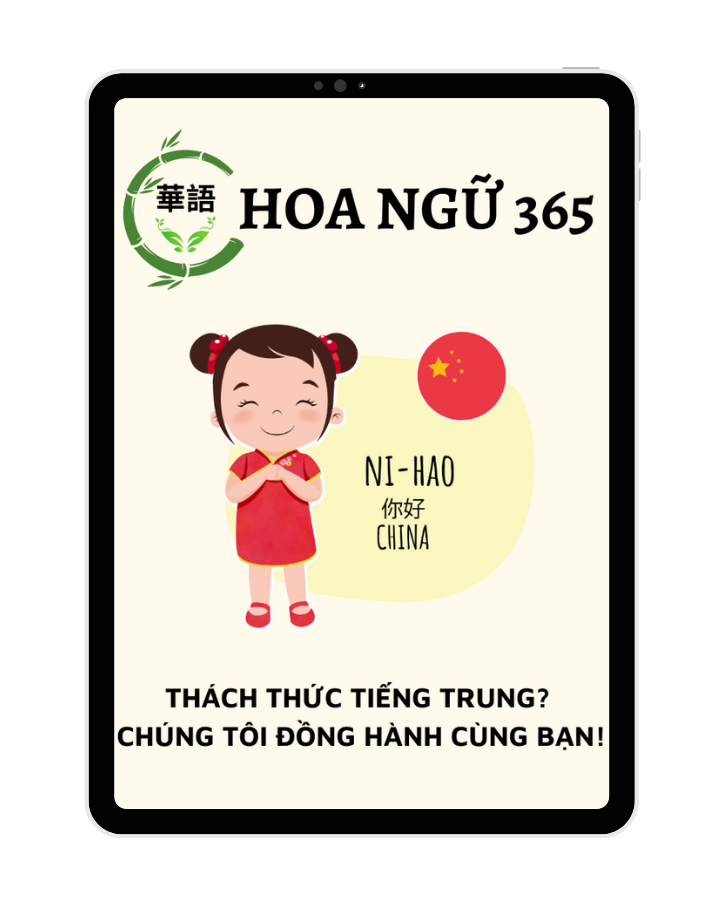 華語
HOA NGỮ 365
NI-HAO
你好
CHINA
THÁCH THỨC TIẾNG TRUNG?
CHÚNG TÔI ĐỒNG HÀNH CÙNG BẠN!